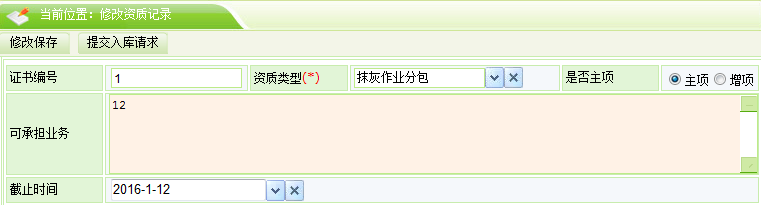 当前位置：修改资质记录
修改保存 提交入库请求
证书编号 1 资质类型(*) 抹灰作业分包 是否主项 主项 增项
可承担业务 12
截止时间 2016-1-12